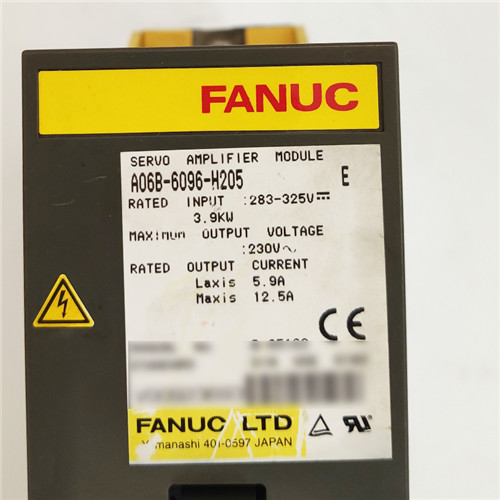 FANUC
SERVO AMPLIFIER MODULE
A06B-6096-H205 E
RATED INPUT :283-325V⎓
3.9KW
MAXIMUM OUTPUT VOLTAGE
:230V∼
RATED OUTPUT CURRENT
Laxis 5.9A
Maxis 12.5A
CE
FANUC LTD
Yamanashi 401-0597 JAPAN